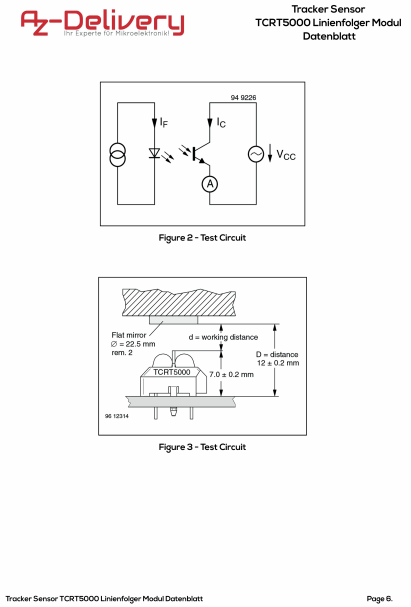 Az-Delivery
Ihr Experte für Mikroelektronik!
Tracker Sensor
TCRT5000 Linienfolger Modul
Datenblatt
94 9226
IF
IC
VCC
A
Figure 2 - Test Circuit
Flat mirror
∅ = 22.5 mm
rem. 2
d = working distance
D = distance
12 ± 0.2 mm
TCRT5000
7.0 ± 0.2 mm
96 12314
Figure 3 - Test Circuit
Tracker Sensor TCRT5000 Linienfolger Modul Datenblatt
Page 6.